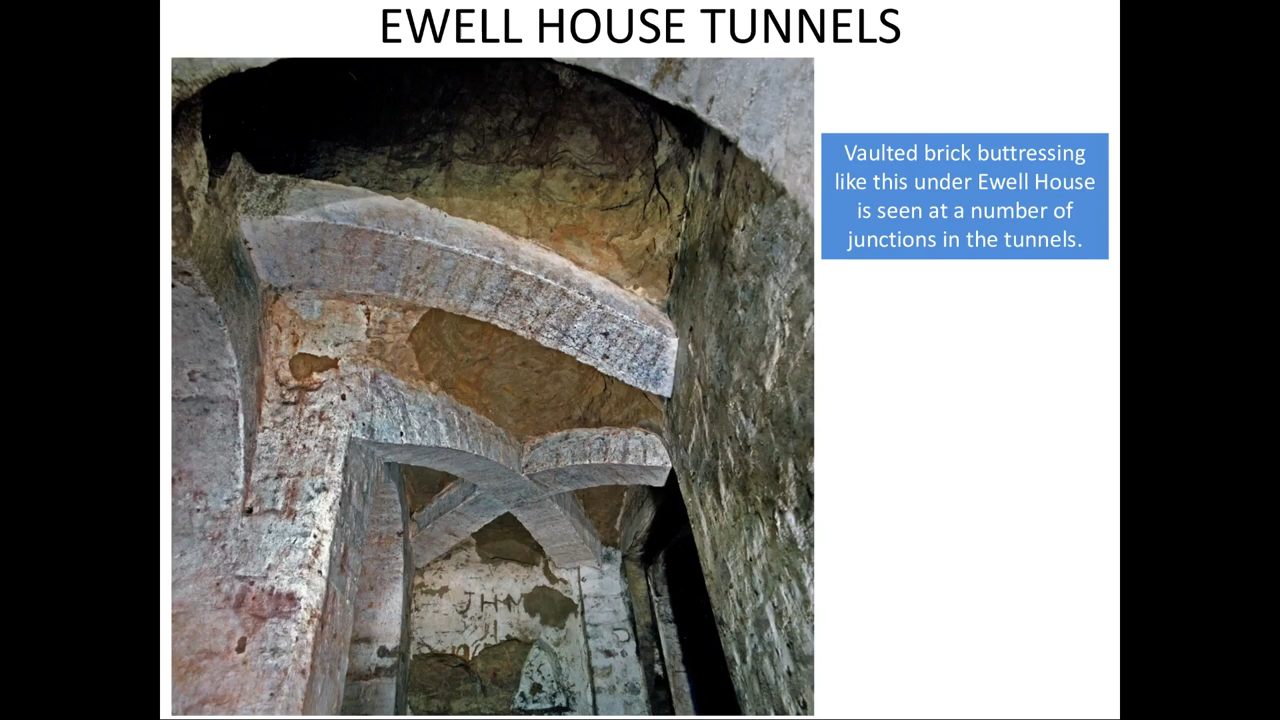 EWELL HOUSE TUNNELS
Vaulted brick buttressing
like this under Ewell House
is seen at a number of
junctions in the tunnels.
JHM